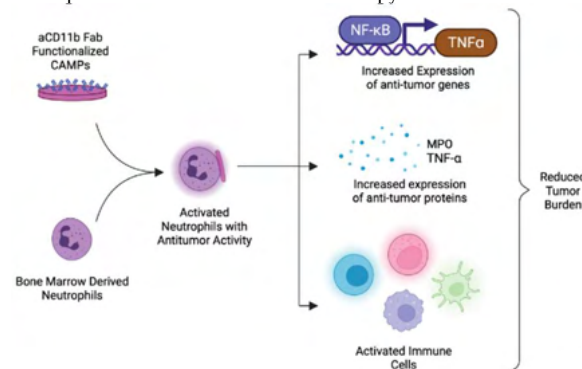 aCD11b Fab
Functionalized
CAMPs
Bone Marrow Derived
Neutrophils
Activated
Neutrophils with
Antitumor Activity
NF-κB
TNFα
Increased Expression
of anti-tumor genes
MPO
TNF-α
Increased expression
of anti-tumor proteins
Activated Immune
Cells
Reduced
Tumor
Burden